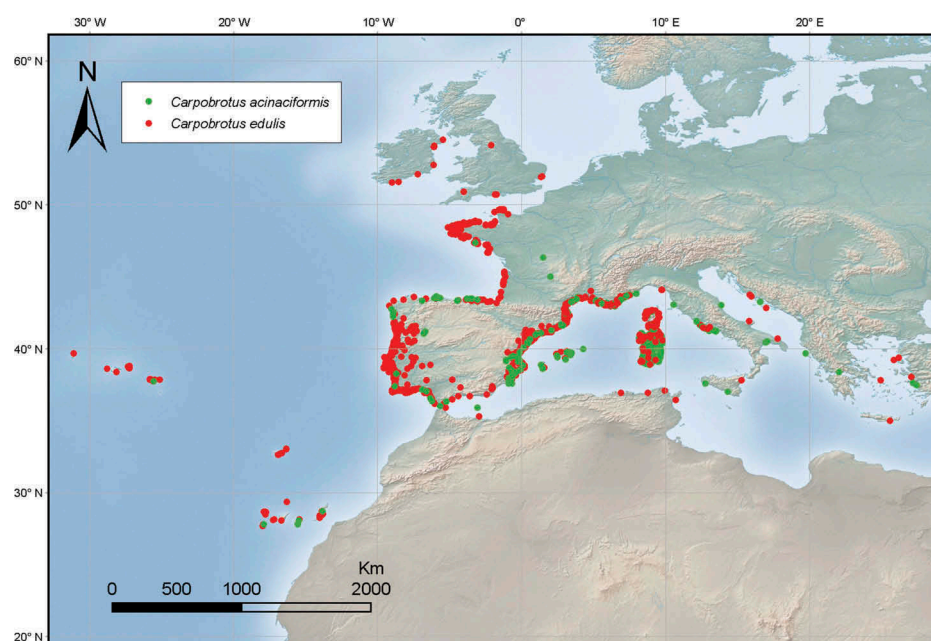 30° W 20° W 10°W 0° 10°E 20° E
60° N
N
Carpobrotus acinaciformis
Carpobrotus edulis
50° N
40° N
30° N
Km
0 500 1000 2000
20° N